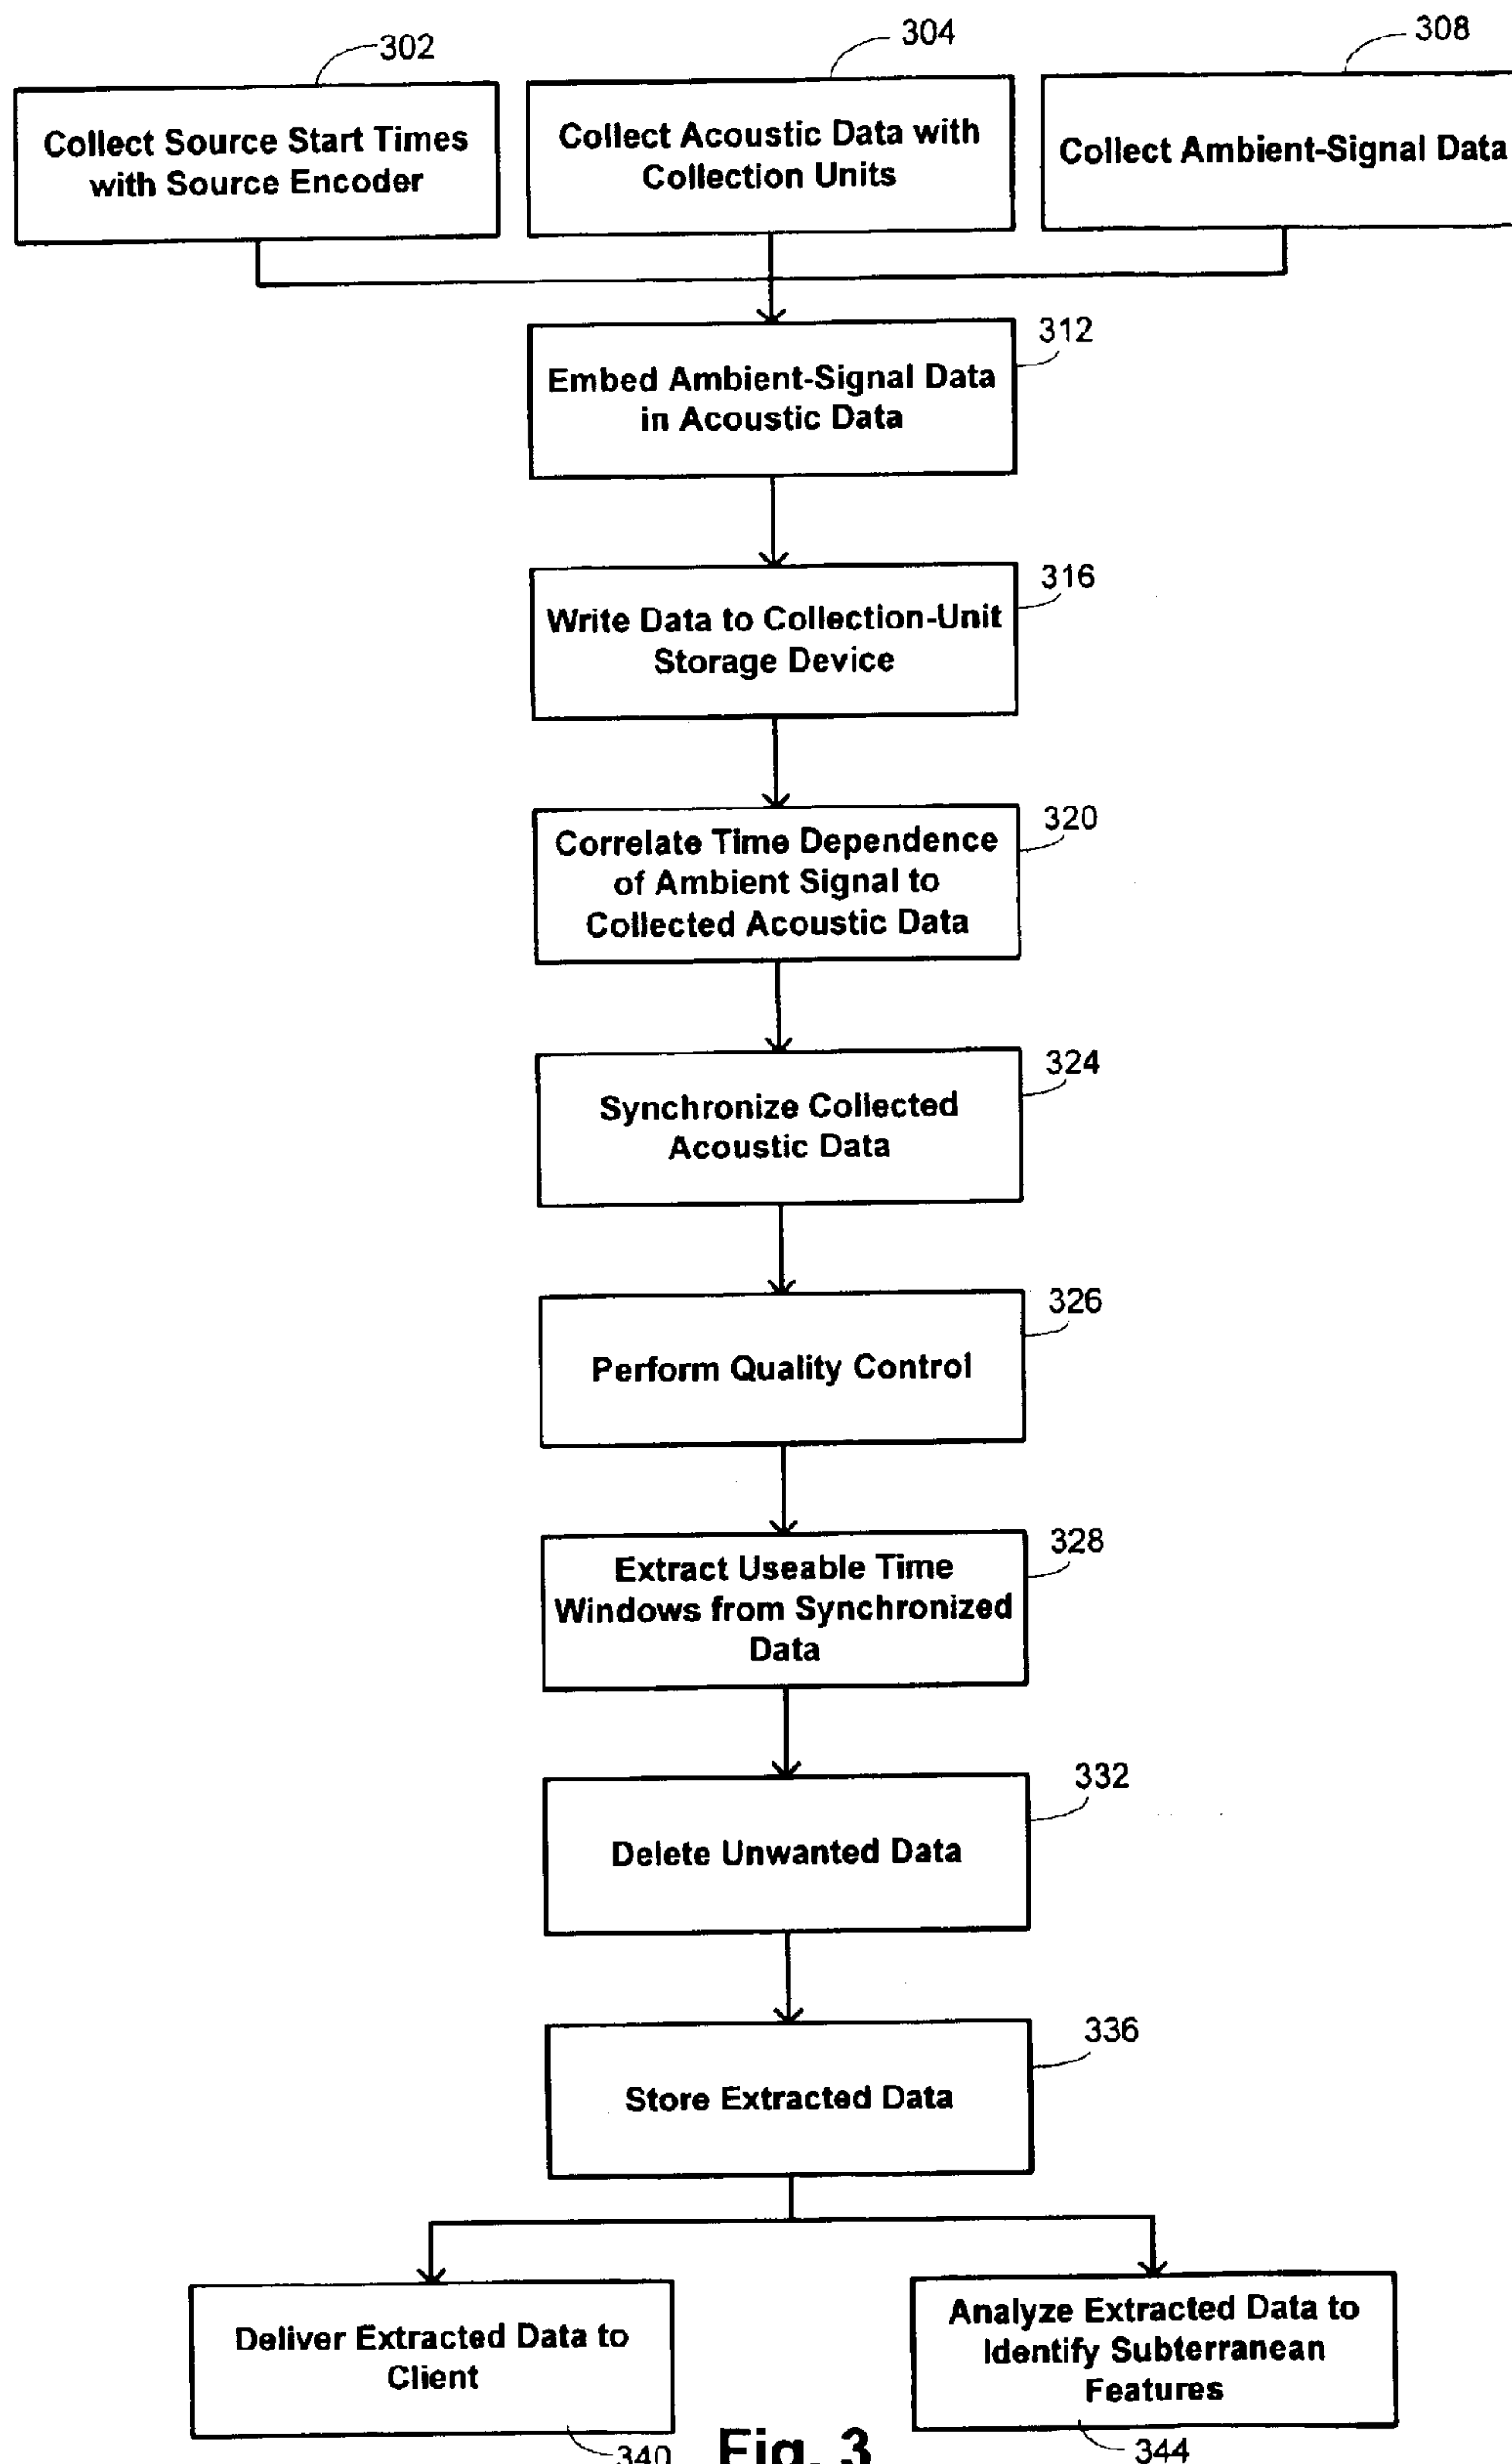 302
304
308
Collect Source Start Times
with Source Encoder
Collect Acoustic Data with
Collection Units
Collect Ambient-Signal Data
312
Embed Ambient-Signal Data
in Acoustic Data
316
Write Data to Collection-Unit
Storage Device
320
Correlate Time Dependence
of Ambient Signal to
Collected Acoustic Data
324
Synchronize Collected
Acoustic Data
326
Perform Quality Control
328
Extract Useable Time
Windows from Synchronized
Data
332
Delete Unwanted Data
336
Store Extracted Data
Deliver Extracted Data to
Client
340
Analyze Extracted Data to
Identify Subterranean
Features
344
Fig. 3